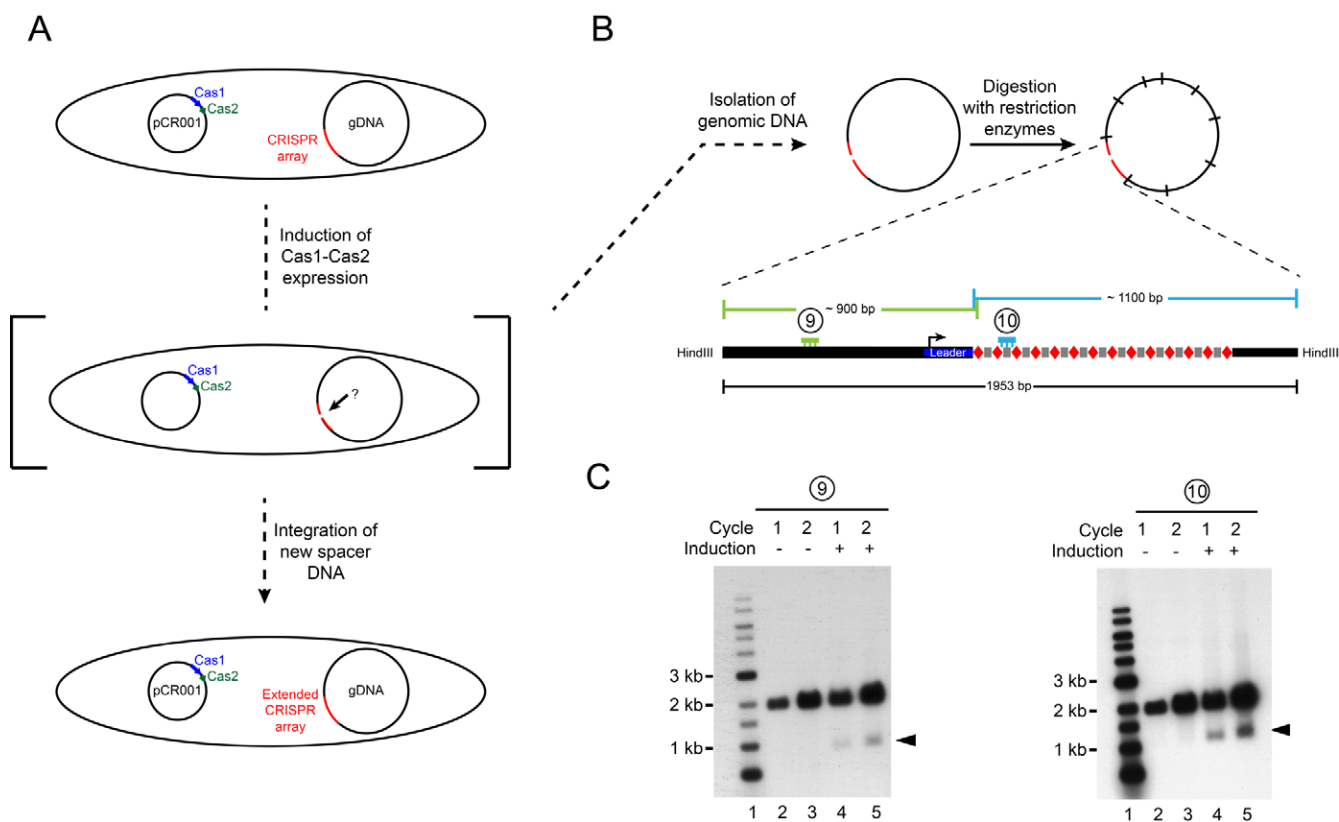 A
Cas1
Cas2
pCR001
gDNA
CRISPR
array
Induction of
Cas1-Cas2
expression
Cas1
Cas2
?
Integration of
new spacer
DNA
Cas1
Cas2
pCR001
gDNA
Extended
CRISPR
array
B
Isolation of
genomic DNA
Digestion
with restriction
enzymes
~ 900 bp
~ 1100 bp
9
10
HindIII
Leader
HindIII
1953 bp
C
9
Cycle 1 2 1 2
Induction - - + +
3 kb
2 kb
1 kb
1 2 3 4 5
10
Cycle 1 2 1 2
Induction - - + +
3 kb
2 kb
1 kb
1 2 3 4 5